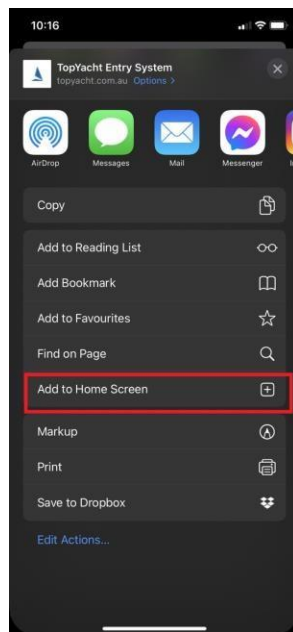 10:16
TopYacht Entry System
topyacht.com.au Options >
AirDrop Messages Mail Messenger
Copy
Add to Reading List
Add Bookmark
Add to Favourites
Find on Page
Add to Home Screen
Markup
Print
Save to Dropbox
Edit Actions...